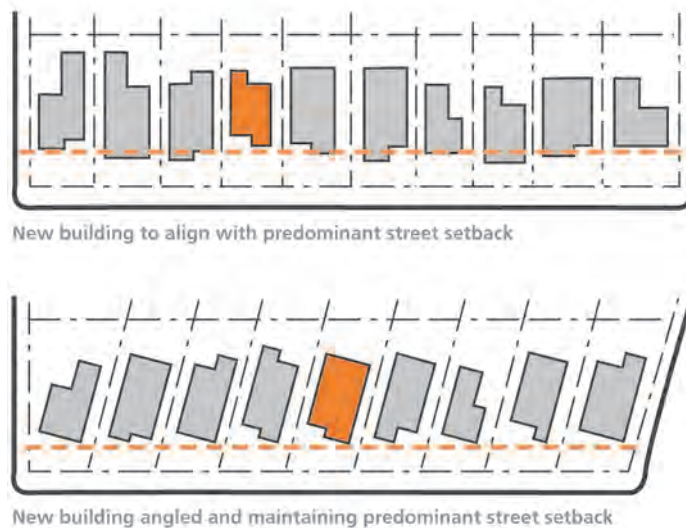 New building to align with predominant street setback
New building angled and maintaining predominant street setback